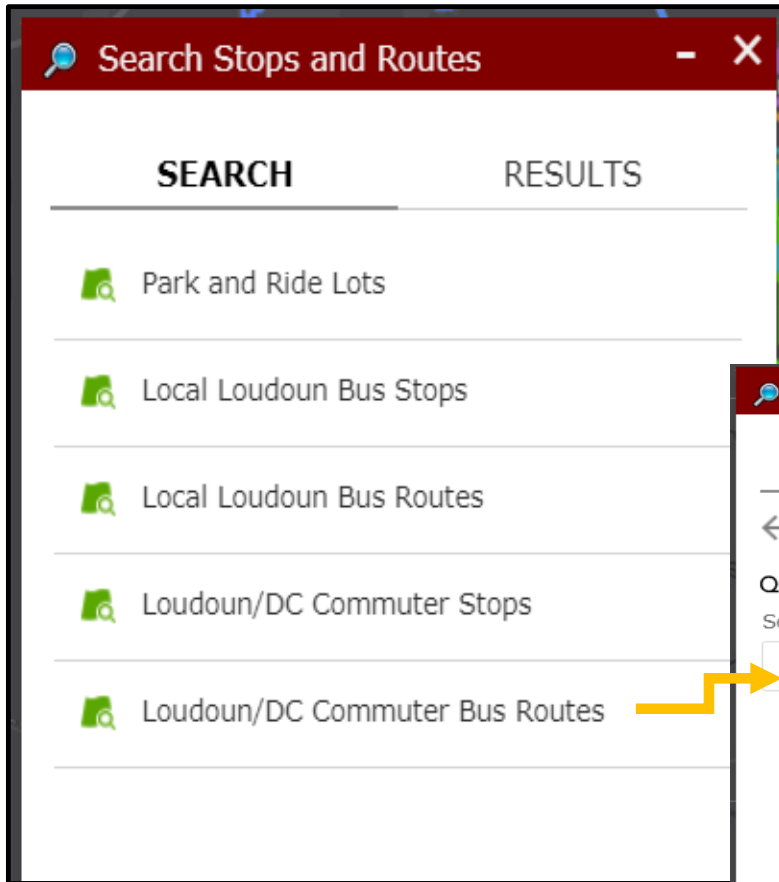 Search Stops and Routes
SEARCH RESULTS
Park and Ride Lots
Local Loudoun Bus Stops
Local Loudoun Bus Routes
Loudoun/DC Commuter Stops
Loudoun/DC Commuter Bus Routes